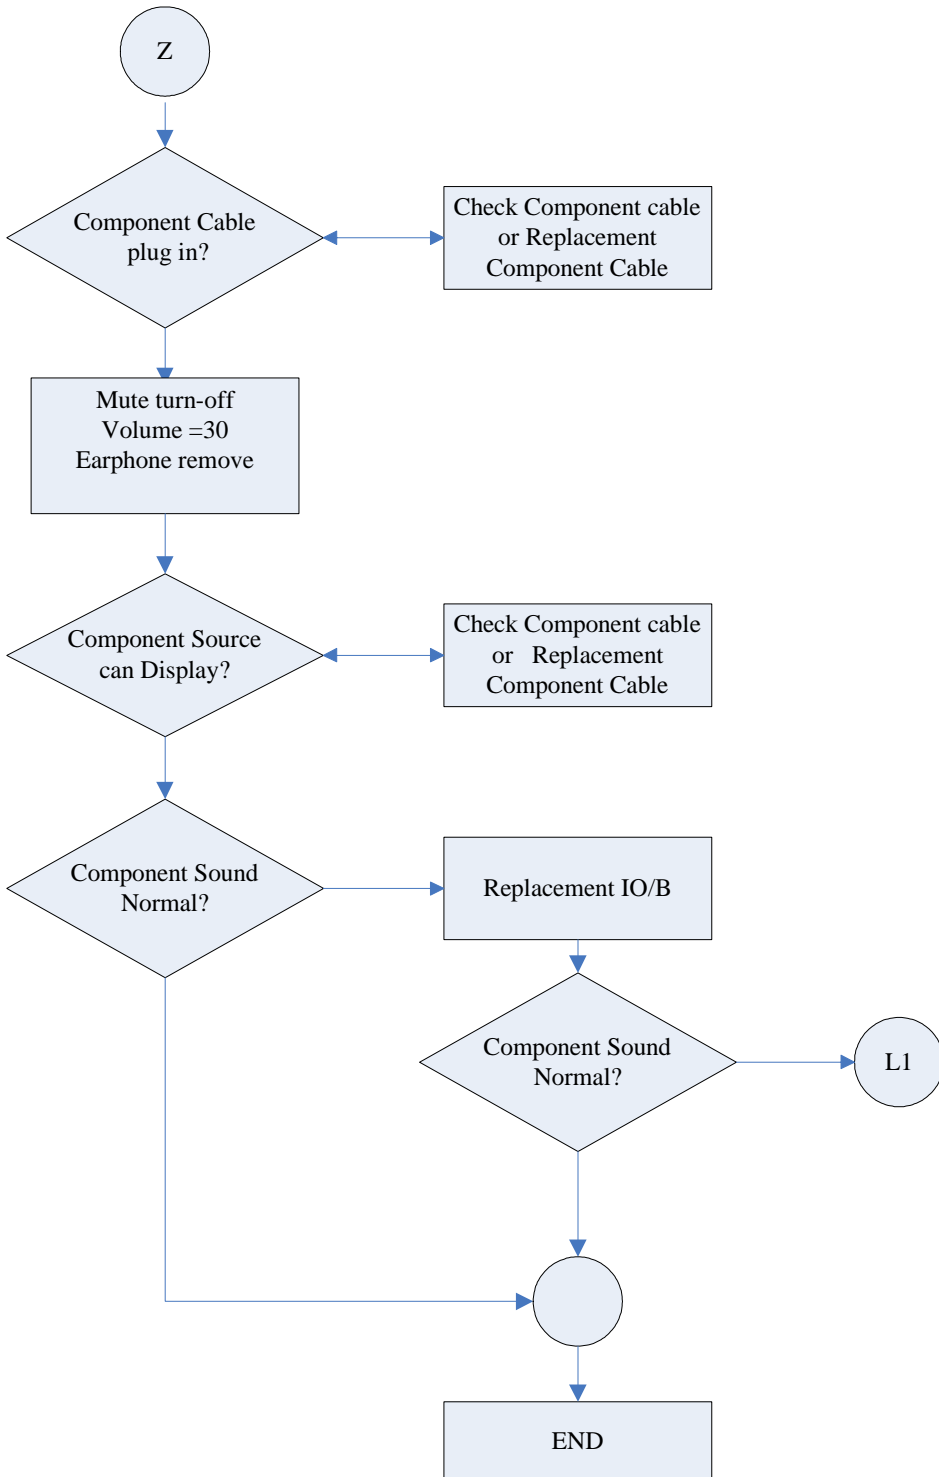 Z
Component Cable
plug in?
Check Component cable
or Replacement
Component Cable
Mute turn-off
Volume =30
Earphone remove
Component Source
can Display?
Check Component cable
or Replacement
Component Cable
Component Sound
Normal?
Replacement IO/B
Component Sound
Normal?
L1
END